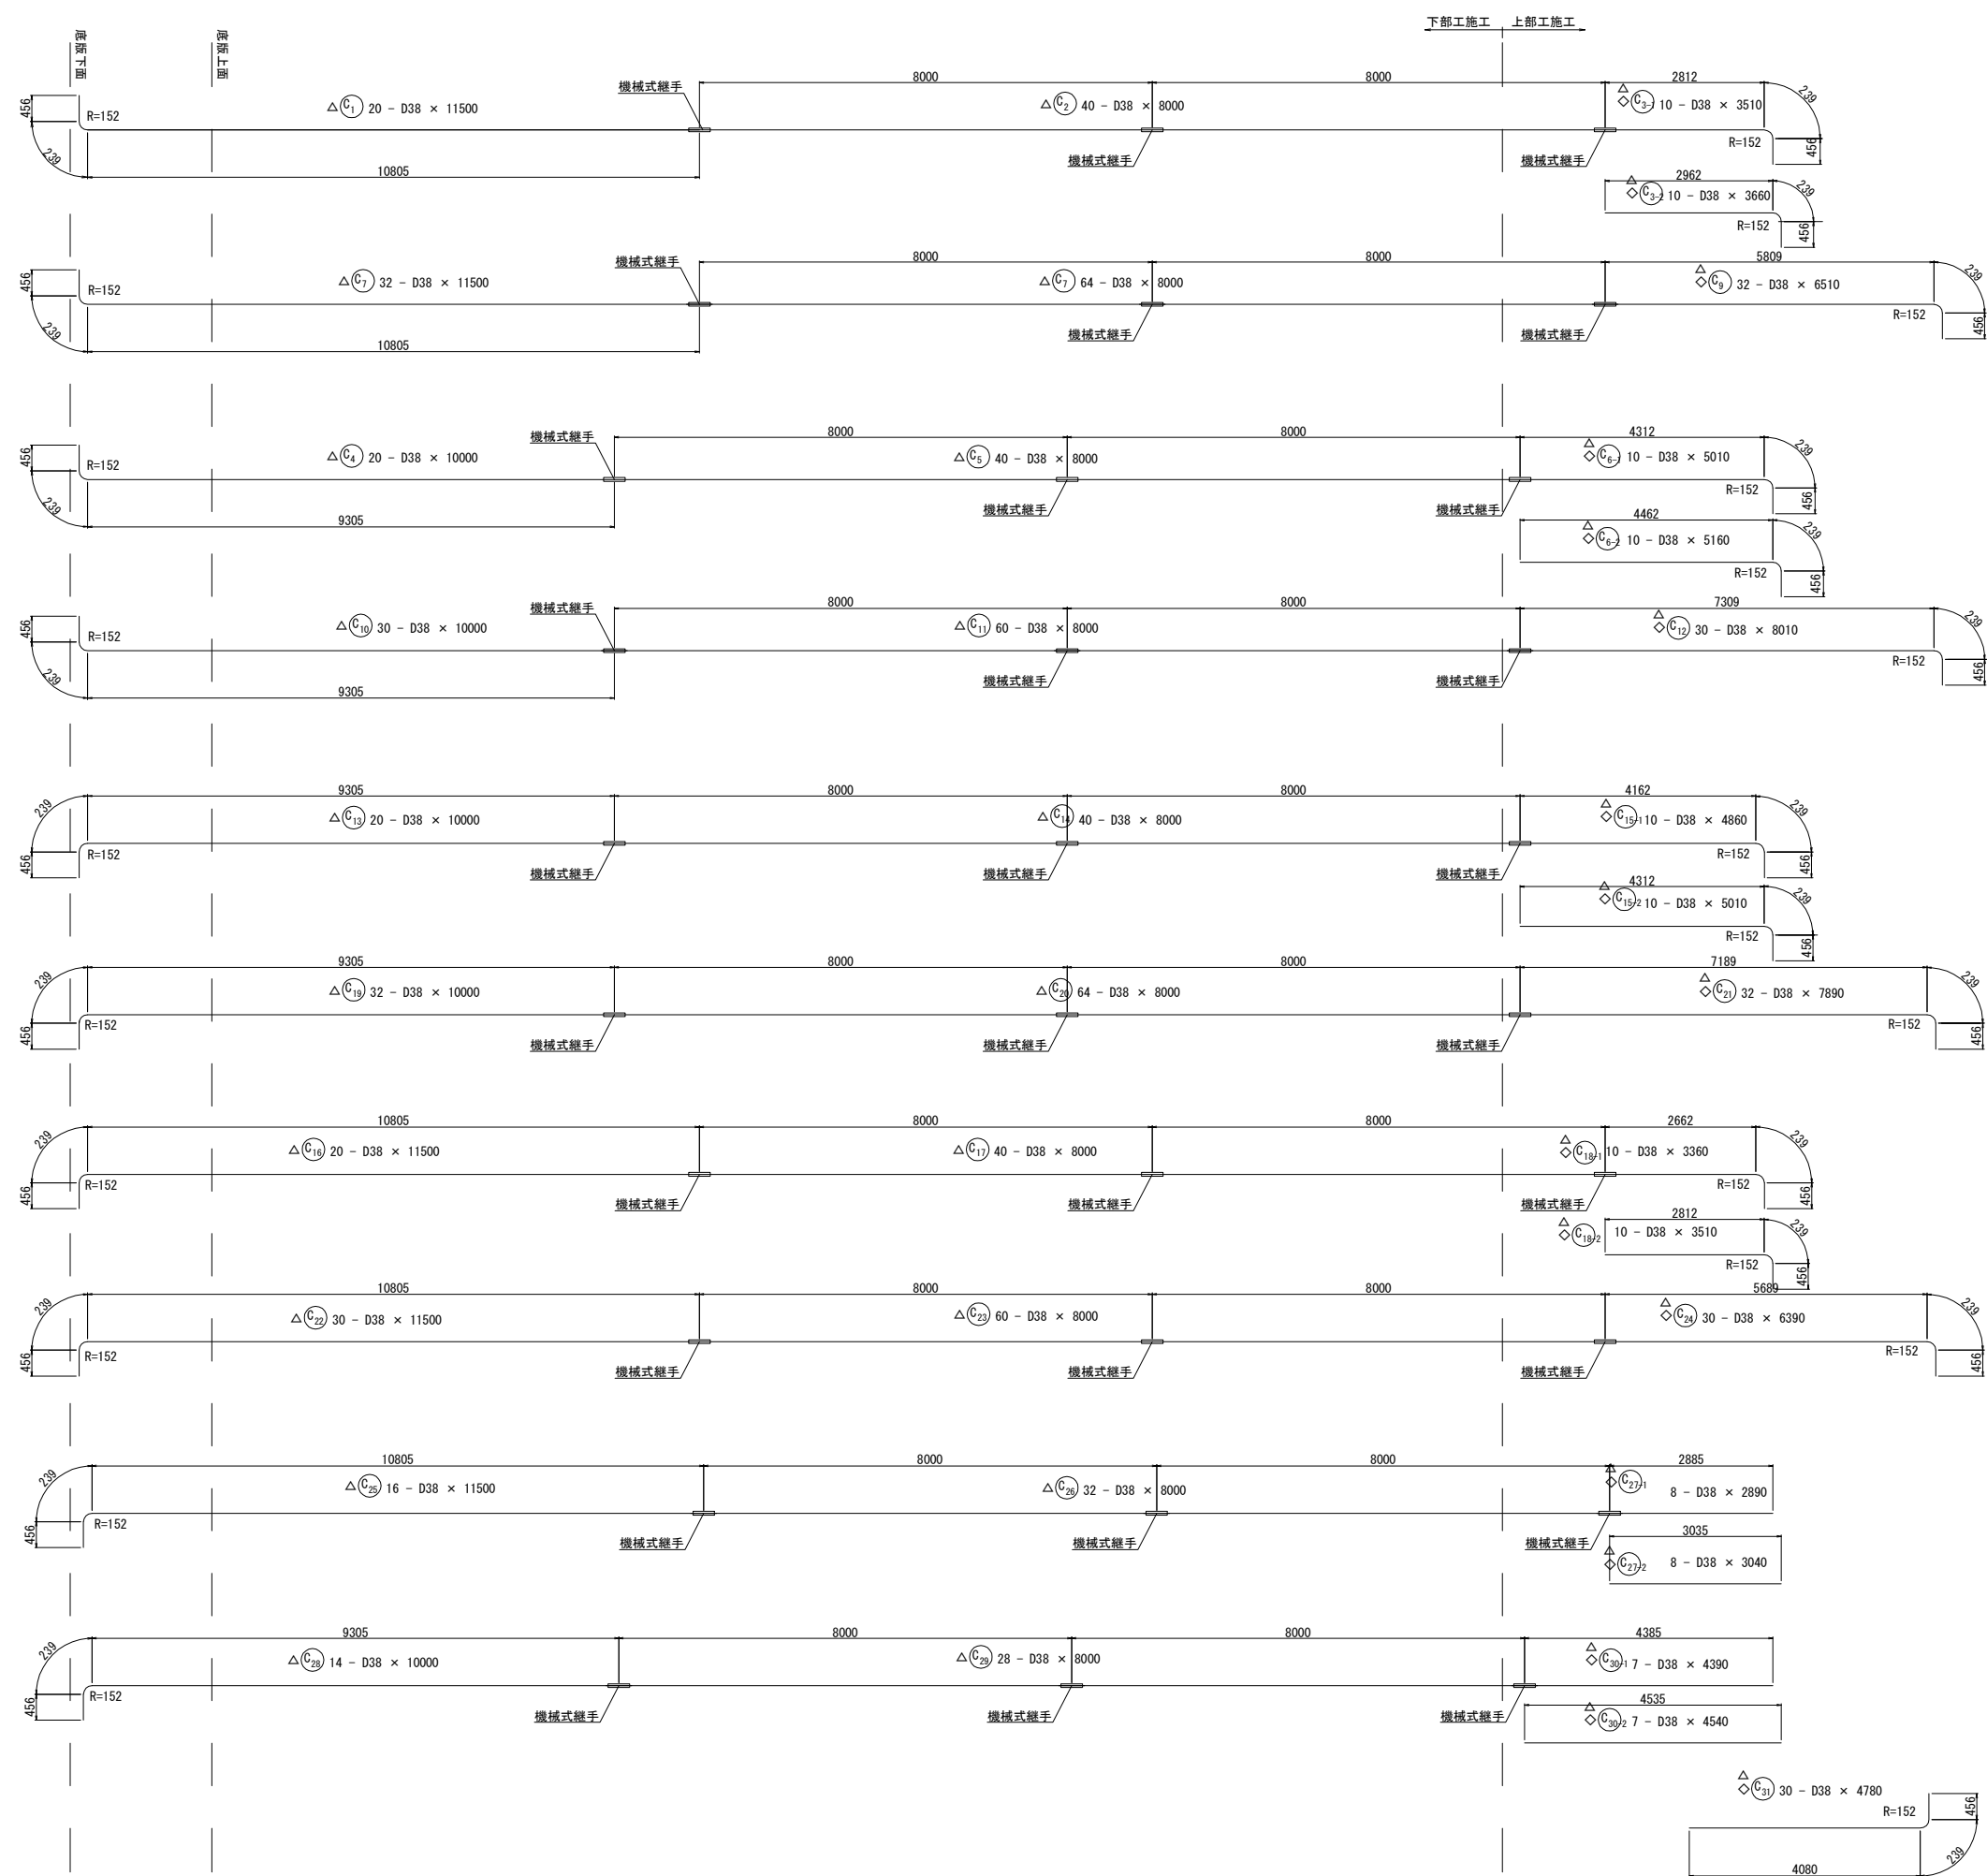 下部工施工 上部工施工
底版下面
底版上面
8000 8000 2812
機械式継手
456 R=152 △C1 20 - D38 × 11500 △C2 40 - D38 × 8000 △◇C3-1 10 - D38 × 3510 239
239 10805 機械式継手 機械式継手 R=152 456
2962
△◇C3-2 10 - D38 × 3660 239
R=152 456
8000 8000 5809
機械式継手
456 R=152 △C7 32 - D38 × 11500 △C7 64 - D38 × 8000 △◇C9 32 - D38 × 6510 239
239 10805 機械式継手 機械式継手 R=152 456
8000 8000 4312
機械式継手
456 R=152 △C4 20 - D38 × 10000 △C5 40 - D38 × 8000 △◇C6-1 10 - D38 × 5010 239
239 9305 機械式継手 機械式継手 R=152 456
4462
△◇C6-2 10 - D38 × 5160 239
R=152 456
8000 8000 7309
機械式継手
456 R=152 △C10 30 - D38 × 10000 △C11 60 - D38 × 8000 △◇C12 30 - D38 × 8010 239
239 9305 機械式継手 機械式継手 R=152 456
9305 8000 8000 4162
239 △C13 20 - D38 × 10000 △C14 40 - D38 × 8000 △◇C15-1 10 - D38 × 4860 239
456 R=152 機械式継手 機械式継手 機械式継手 R=152 456
4312
△◇C15-2 10 - D38 × 5010 239
R=152 456
9305 8000 8000 7189
239 △C19 32 - D38 × 10000 △C20 64 - D38 × 8000 △◇C21 32 - D38 × 7890 239
456 R=152 機械式継手 機械式継手 機械式継手 R=152 456
10805 8000 8000 2662
239 △C16 20 - D38 × 11500 △C17 40 - D38 × 8000 △◇C18-1 10 - D38 × 3360 239
456 R=152 機械式継手 機械式継手 機械式継手 R=152 456
2812
△◇C18-2 10 - D38 × 3510 239
R=152 456
10805 8000 8000 5689
239 △C22 30 - D38 × 11500 △C23 60 - D38 × 8000 △◇C24 30 - D38 × 6390 239
456 R=152 機械式継手 機械式継手 機械式継手 R=152 456
10805 8000 8000 2885
239 △C25 16 - D38 × 11500 △C26 32 - D38 × 8000 △◇C27-1 8 - D38 × 2890
456 R=152 機械式継手 機械式継手 機械式継手
3035
△◇C27-2 8 - D38 × 3040
9305 8000 8000 4385
239 △C28 14 - D38 × 10000 △C29 28 - D38 × 8000 △◇C30-1 7 - D38 × 4390
456 R=152 機械式継手 機械式継手 機械式継手
4535
△◇C30-2 7 - D38 × 4540
△◇C31 30 - D38 × 4780
R=152 456
4080 239